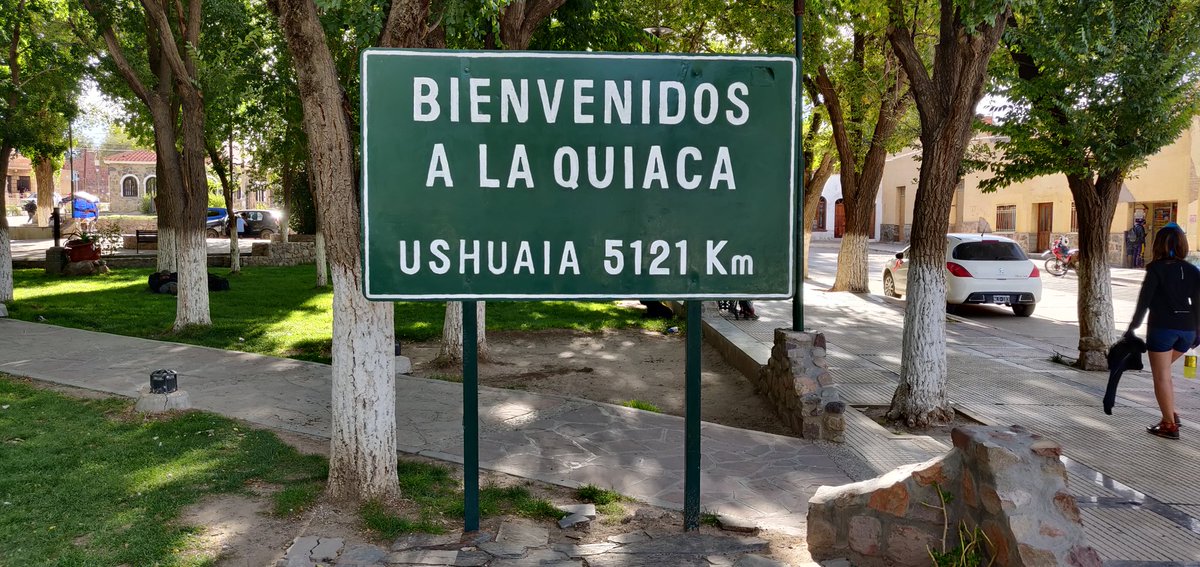 BIENVENIDOS
A LA QUIACA
USHUAIA 5121 Km